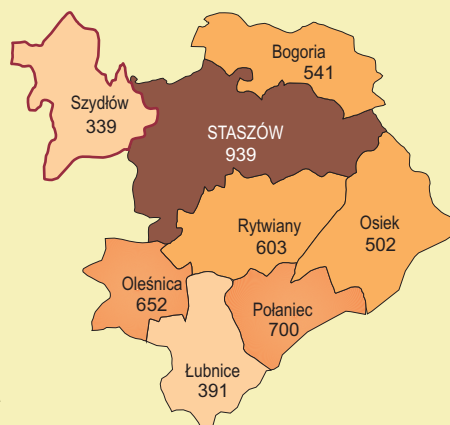 Bogoria
541
Szydłów
339
STASZÓW
939
Rytwiany
603
Osiek
502
Oleśnica
652
Połaniec
700
Łubnice
391